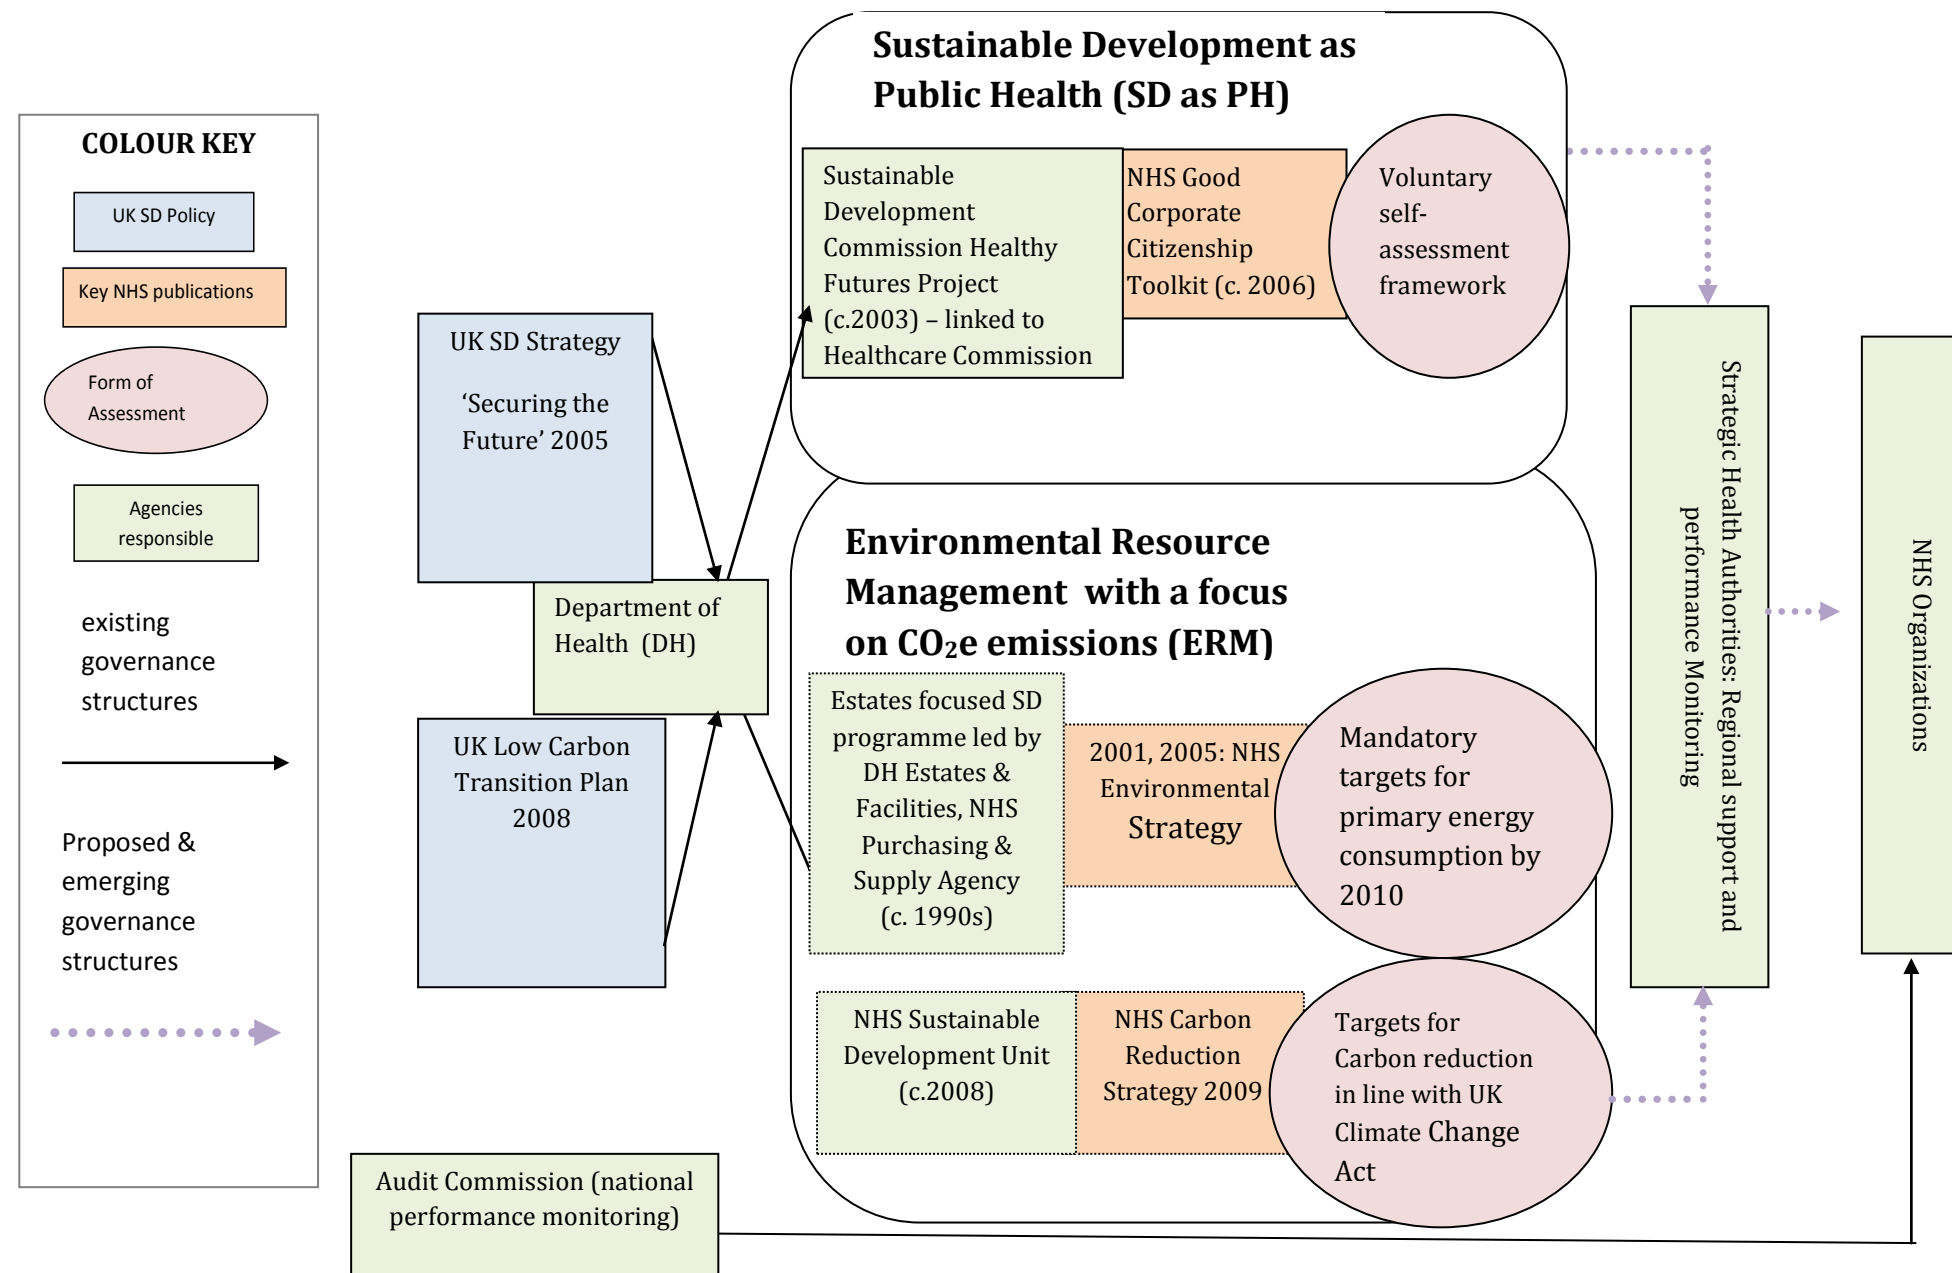 COLOUR KEY
UK SD Policy
Key NHS publications
Form of
Assessment
Agencies
responsible
existing
governance
structures
Proposed &
emerging
governance
structures
UK SD Strategy
‘Securing the
Future’ 2005
Department of
Health (DH)
UK Low Carbon
Transition Plan
2008
Audit Commission (national
performance monitoring)
Sustainable Development as
Public Health (SD as PH)
Sustainable
Development
Commission Healthy
Futures Project
(c.2003) – linked to
Healthcare Commission
NHS Good
Corporate
Citizenship
Toolkit (c. 2006)
Voluntary
self-
assessment
framework
Environmental Resource
Management with a focus
on CO₂e emissions (ERM)
Estates focused SD
programme led by
DH Estates &
Facilities, NHS
Purchasing &
Supply Agency
(c. 1990s)
2001, 2005: NHS
Environmental
Strategy
Mandatory
targets for
primary energy
consumption by
2010
NHS Sustainable
Development Unit
(c.2008)
NHS Carbon
Reduction
Strategy 2009
Targets for
Carbon reduction
in line with UK
Climate Change
Act
Strategic Health Authorities: Regional support and
performance Monitoring
NHS Organizations